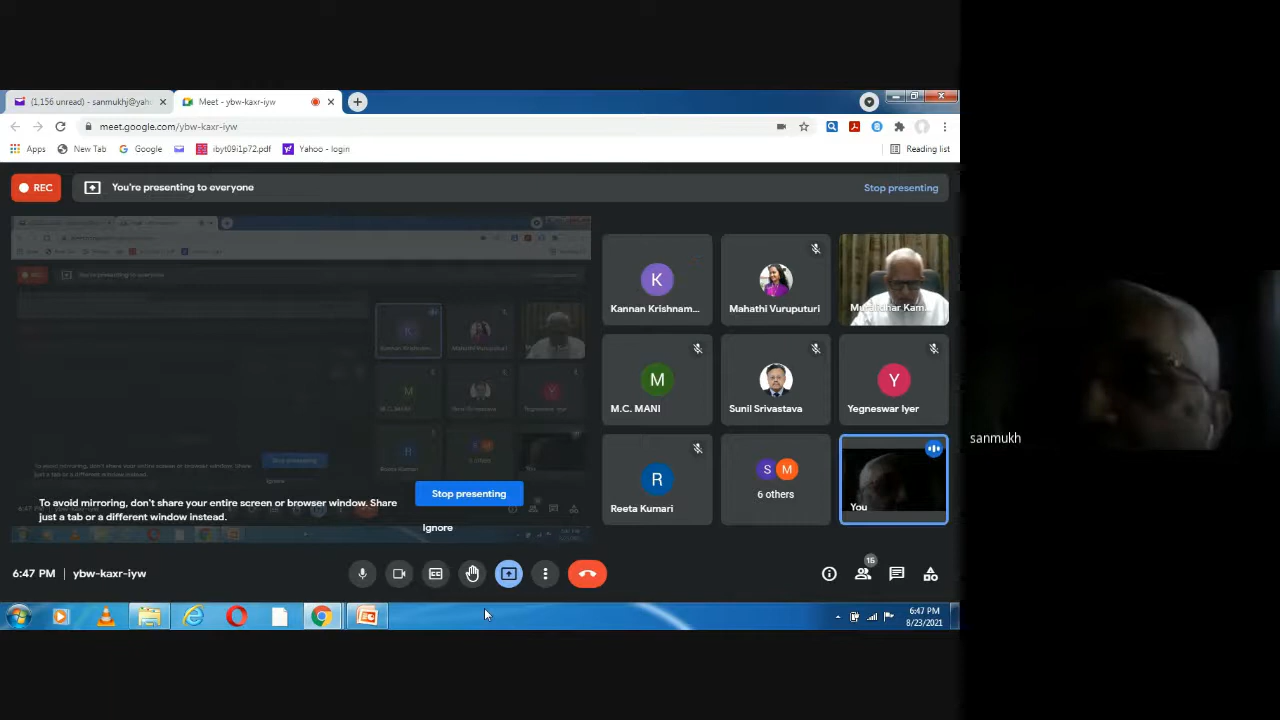 (1,156 unread) - sanmukhj@yah
Meet - ybw-kaxr-iyw
meet.google.com/ybw-kaxr-iyw
Apps
New Tab
Google
ibyt09i1p72.pdf
Yahoo - login
Reading list
REC
You're presenting to everyone
Stop presenting
Kannan Krishnam...
Mahathi Vuruputuri
Muralidhar Kam...
M
M.C. MANI
Sunil Srivastava
Y
Yegneswar Iyer
R
Reeta Kumari
S M
6 others
You
K
sanmukh
To avoid mirroring, don't share your entire screen or browser window. Share
just a tab or a different window instead.
Stop presenting
Ignore
6:47 PM | ybw-kaxr-iyw
15
6:47 PM
8/23/2021